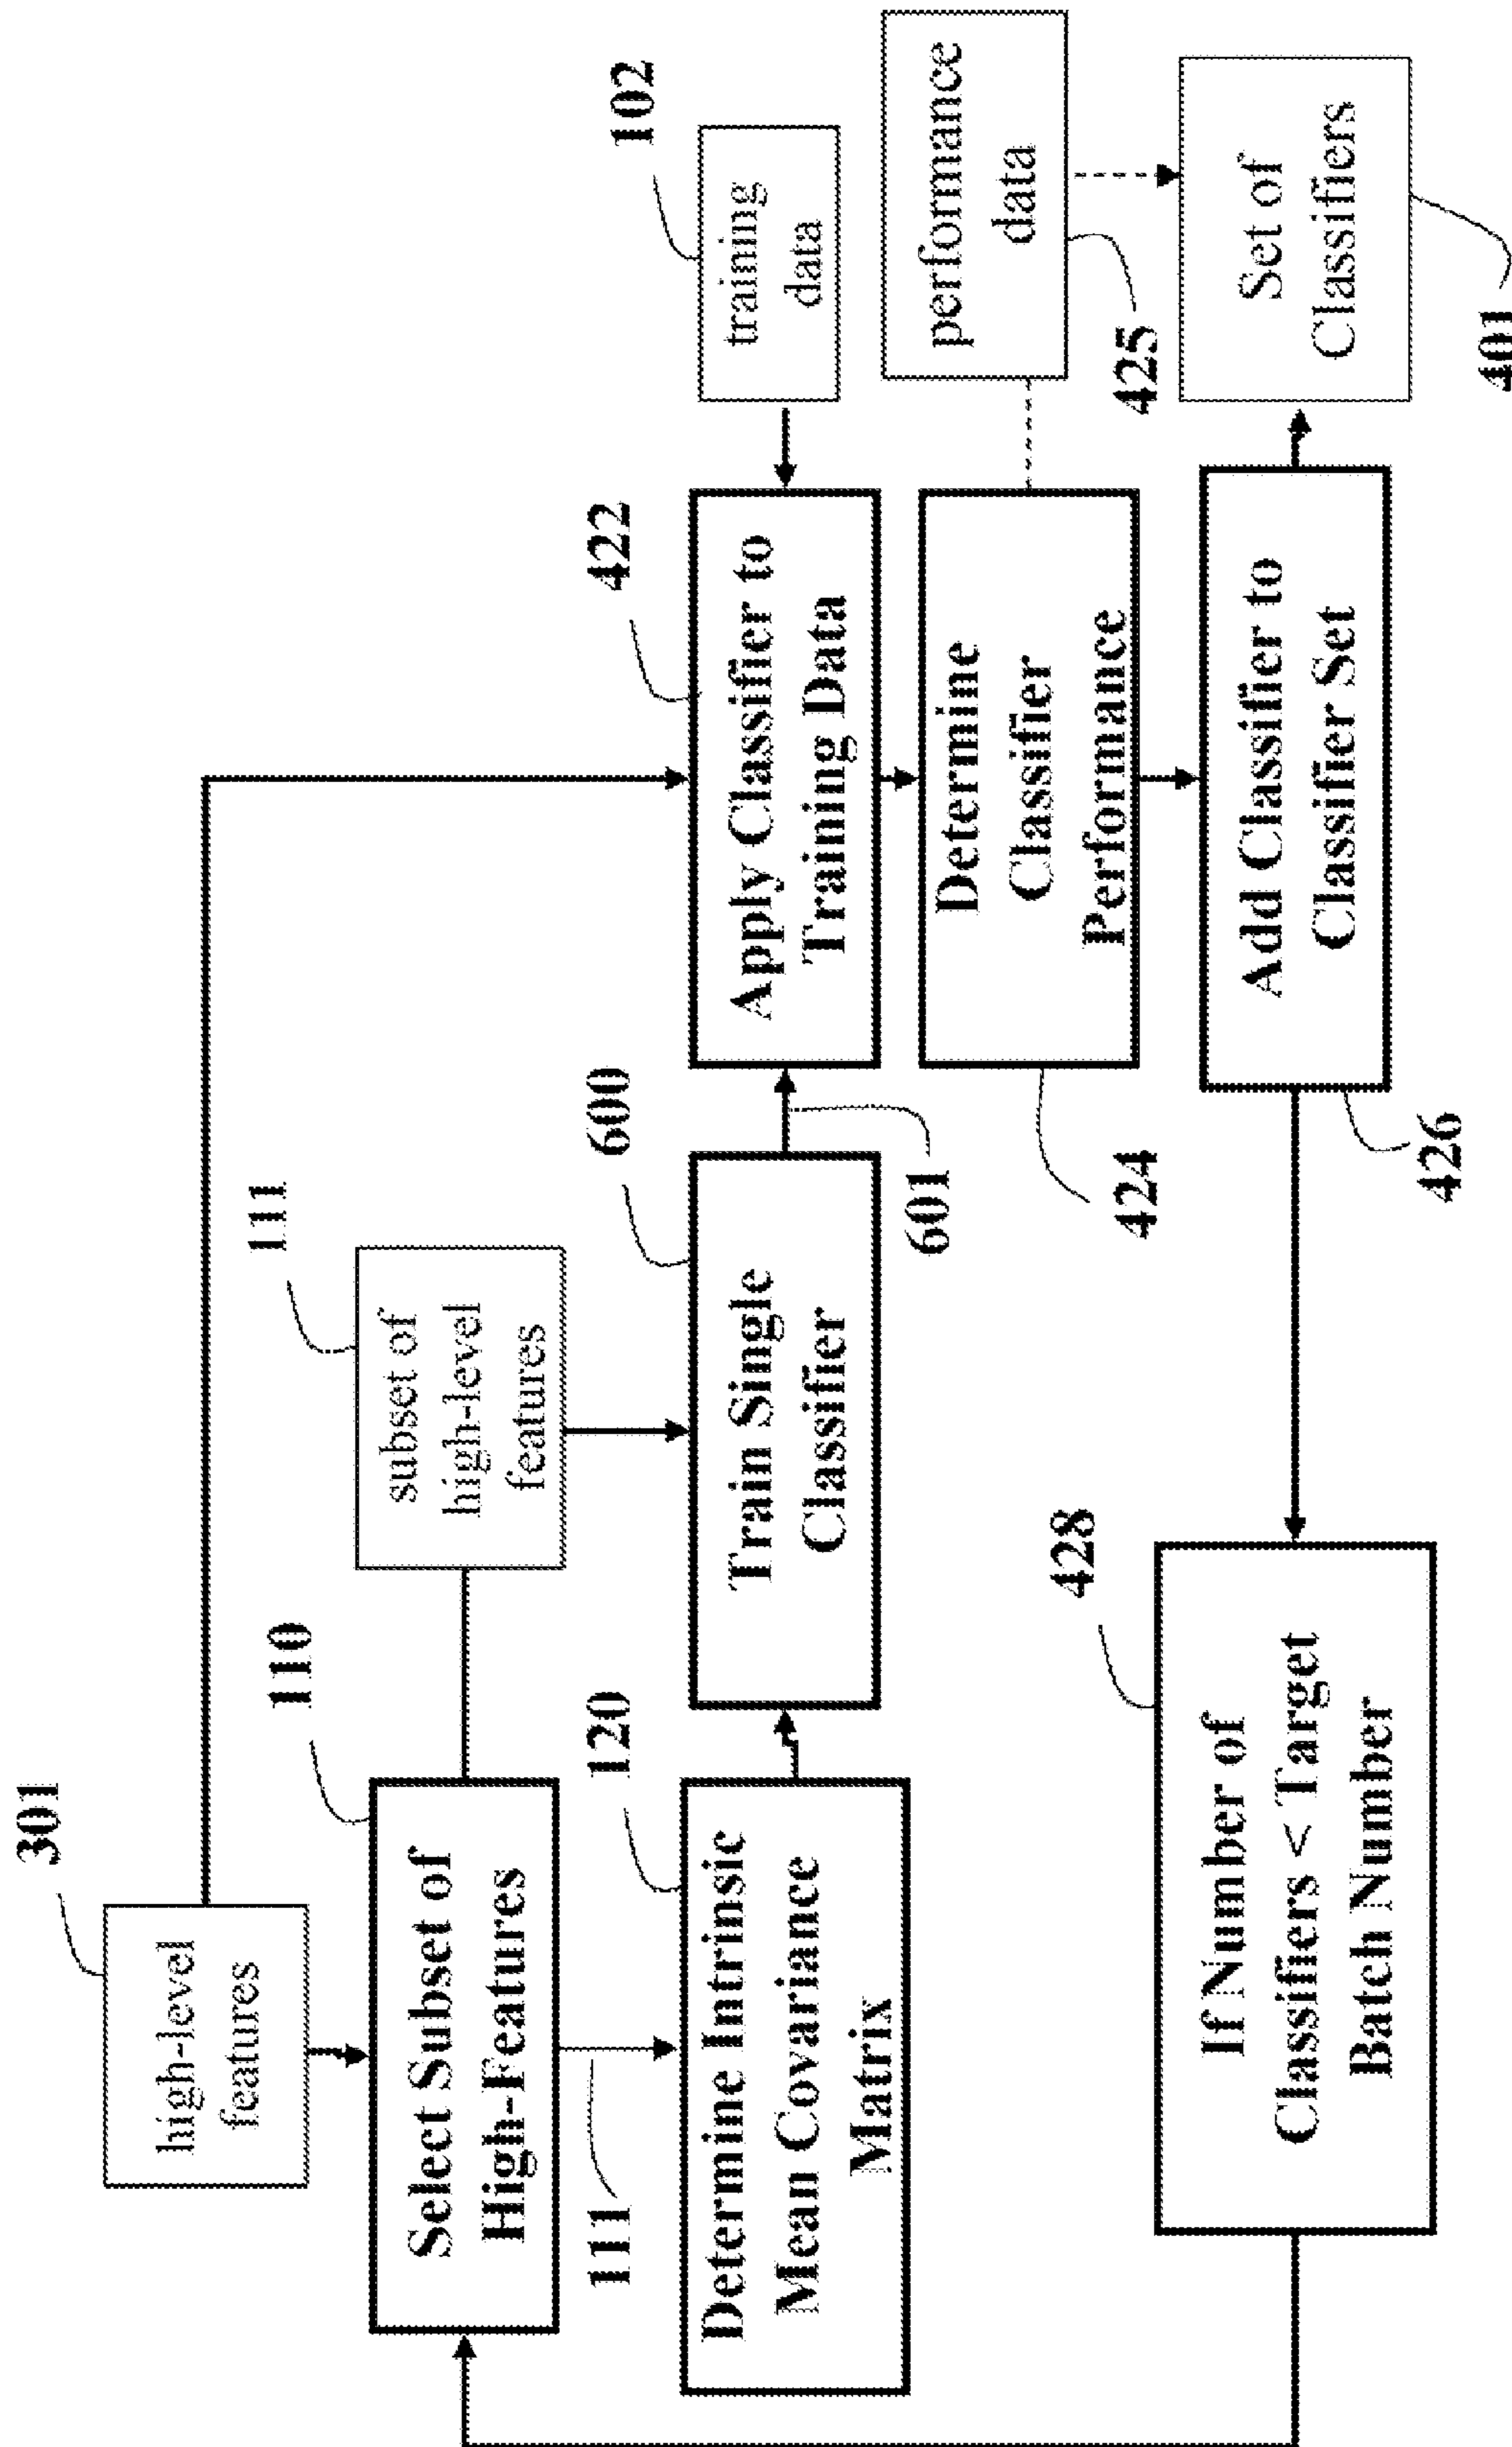 301
high-level
features
110
Select Subset of
High-Features
111
subset of
high-level
features
111
120
Determine Intrinsic
Mean Covariance
Matrix
600
Train Single
Classifier
601
422
Apply Classifier to
Training Data
102
training
data
Determine
Classifier
Performance
424
performance
data
425
Add Classifier to
Classifier Set
426
Set of
Classifiers
401
428
If Number of
Classifiers < Target
Batch Number